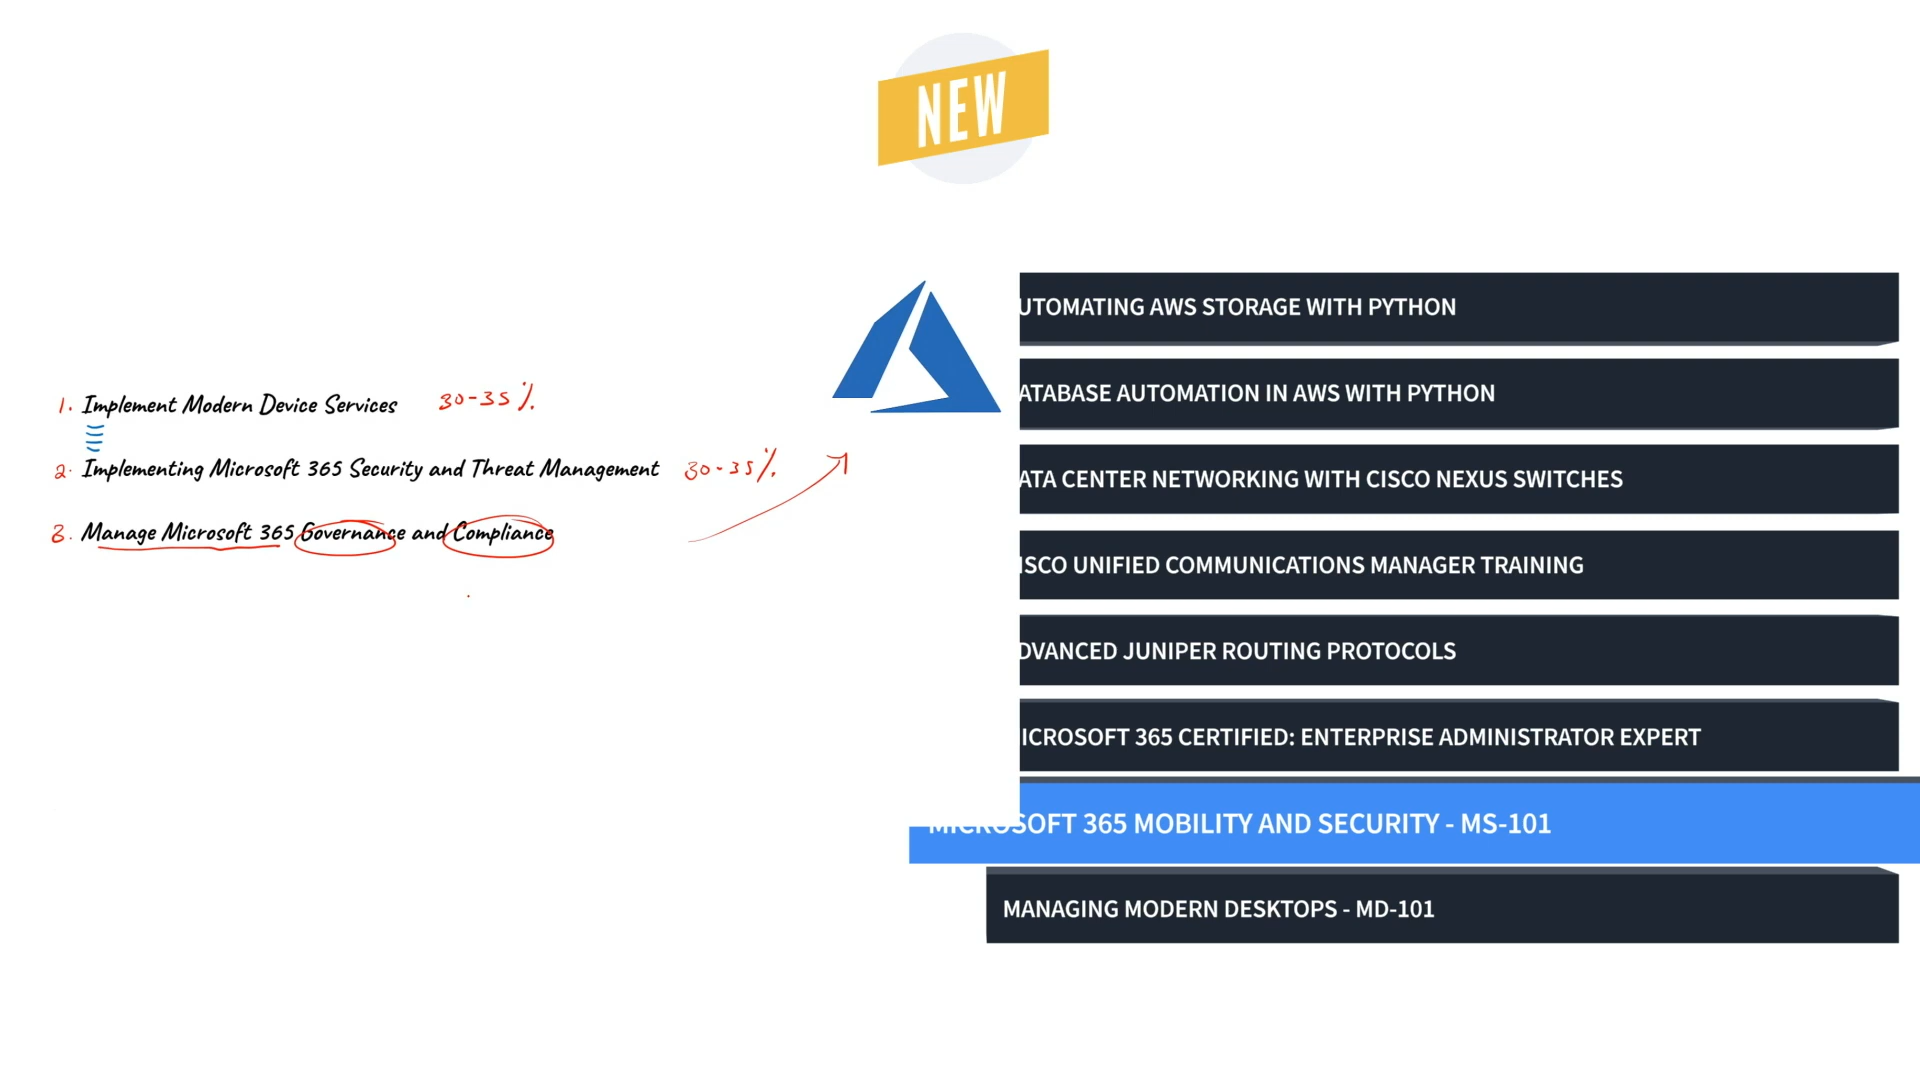 NEW
1. Implement Modern Device Services 30-35%
2. Implementing Microsoft 365 Security and Threat Management 30-35%
3. Manage Microsoft 365 Governance and Compliance
UTOMATING AWS STORAGE WITH PYTHON
ATABASE AUTOMATION IN AWS WITH PYTHON
ATA CENTER NETWORKING WITH CISCO NEXUS SWITCHES
ISCO UNIFIED COMMUNICATIONS MANAGER TRAINING
DVANCED JUNIPER ROUTING PROTOCOLS
ICROSOFT 365 CERTIFIED: ENTERPRISE ADMINISTRATOR EXPERT
MICROSOFT 365 MOBILITY AND SECURITY - MS-101
MANAGING MODERN DESKTOPS - MD-101